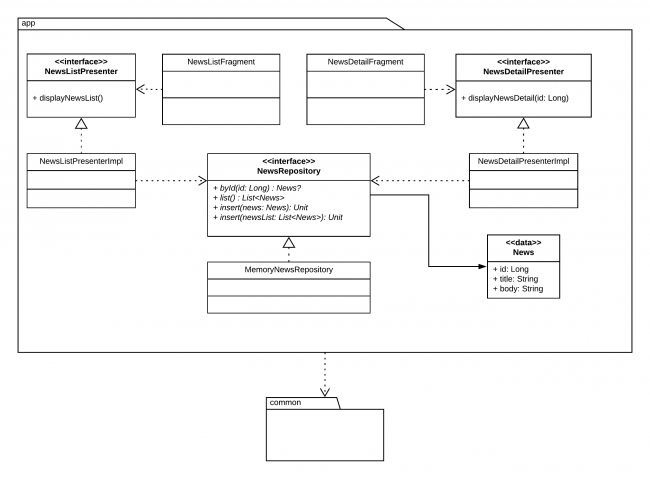 app
<<interface>>
NewsListPresenter
+ displayNewsList()
NewsListFragment
NewsDetailFragment
<<interface>>
NewsDetailPresenter
+ displayNewsDetail(id: Long)
NewsListPresenterImpl
<<interface>>
NewsRepository
+ byId(id: Long) : News?
+ list() : List<News>
+ insert(news: News): Unit
+ insert(newsList: List<News>): Unit
NewsDetailPresenterImpl
MemoryNewsRepository
<<data>>
News
+ id: Long
+ title: String
+ body: String
common